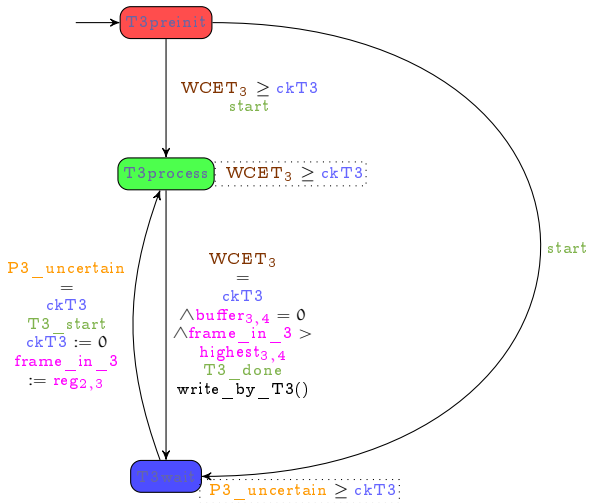 T3preinit
WCET₃ ≥ ckT3
start
T3process
WCET₃ ≥ ckT3
start
P3_uncertain
=
ckT3
T3_start
ckT3 := 0
frame_in_3
:= reg₂,₃
WCET₃
=
ckT3
∧buffer₃,₄ = 0
∧frame_in_3 >
highest₃,₄
T3_done
write_by_T3()
T3wait
P3_uncertain ≥ ckT3